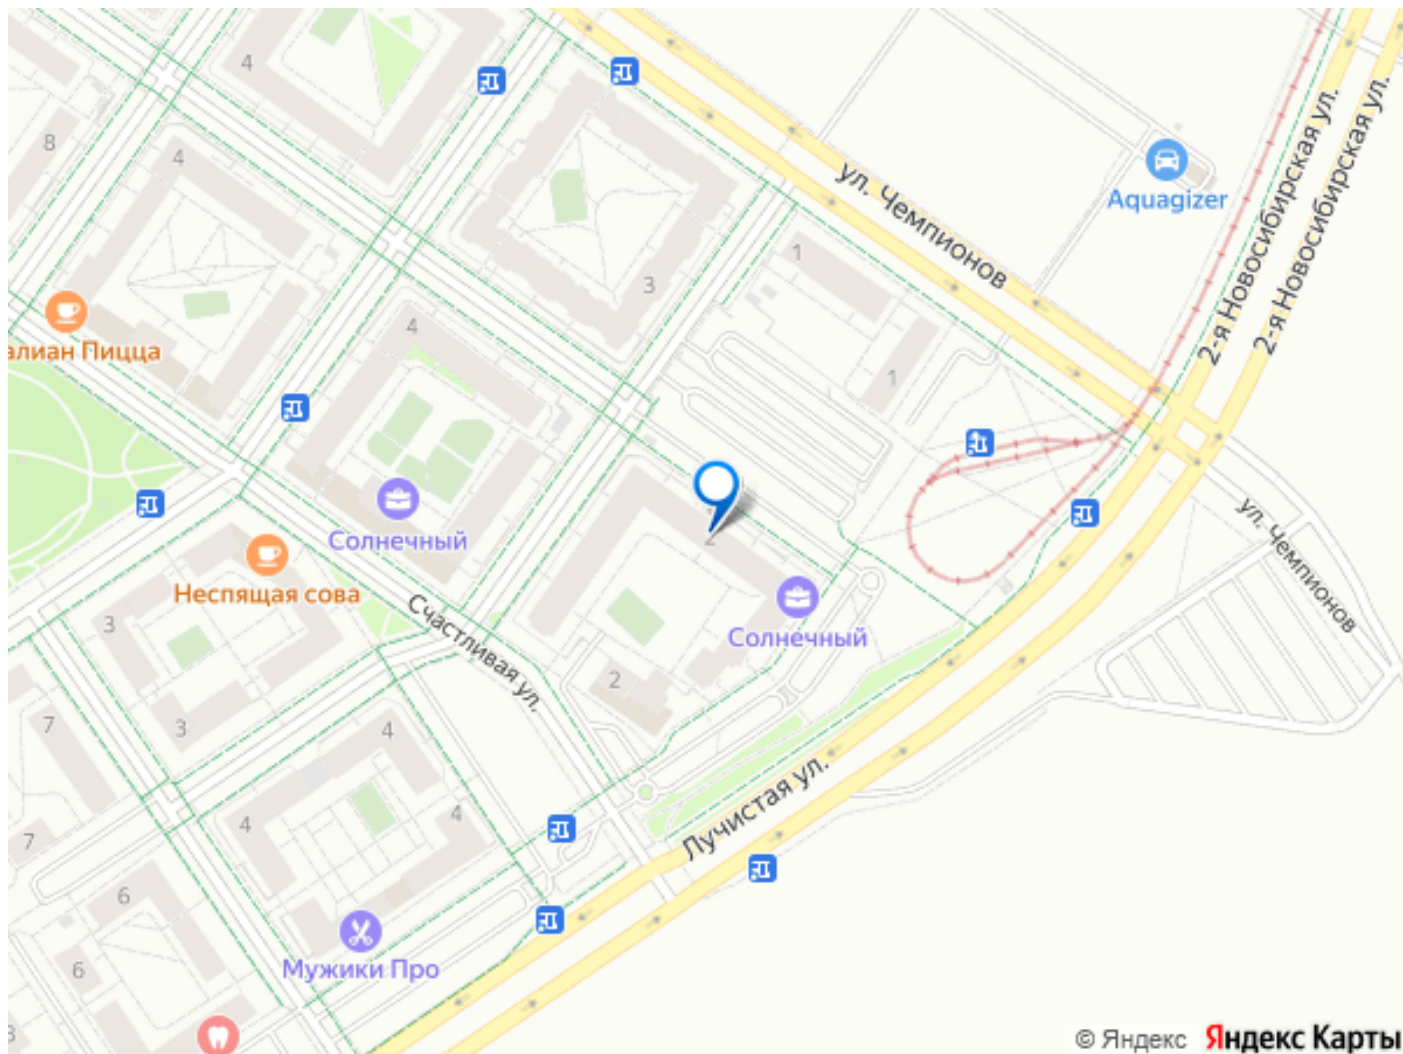 4
8
4
ул. Чемпионов
Aquagizer
2-я Новосибирская ул.
2-я Новосибирская ул.
1
3
4
1
алиан Пицца
Солнечный
2
ул. Чемпионов
Неспящая сова
Счастливая ул.
Солнечный
3
2
3
7
4
Лучистая ул.
4
4
7
6
Мужики Про
6
3
© Яндекс Яндекс Карты